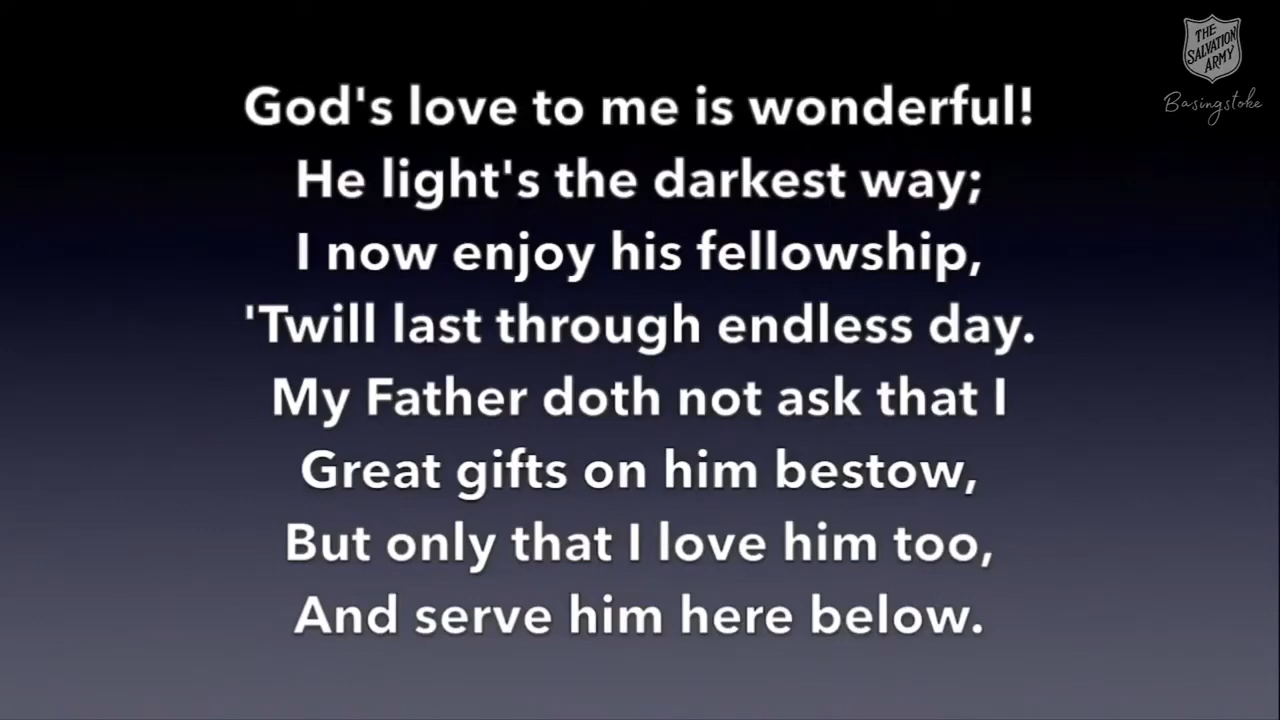 THE
SALVATION
ARMY
Basingstoke
God's love to me is wonderful!
He light's the darkest way;
I now enjoy his fellowship,
'Twill last through endless day.
My Father doth not ask that I
Great gifts on him bestow,
But only that I love him too,
And serve him here below.